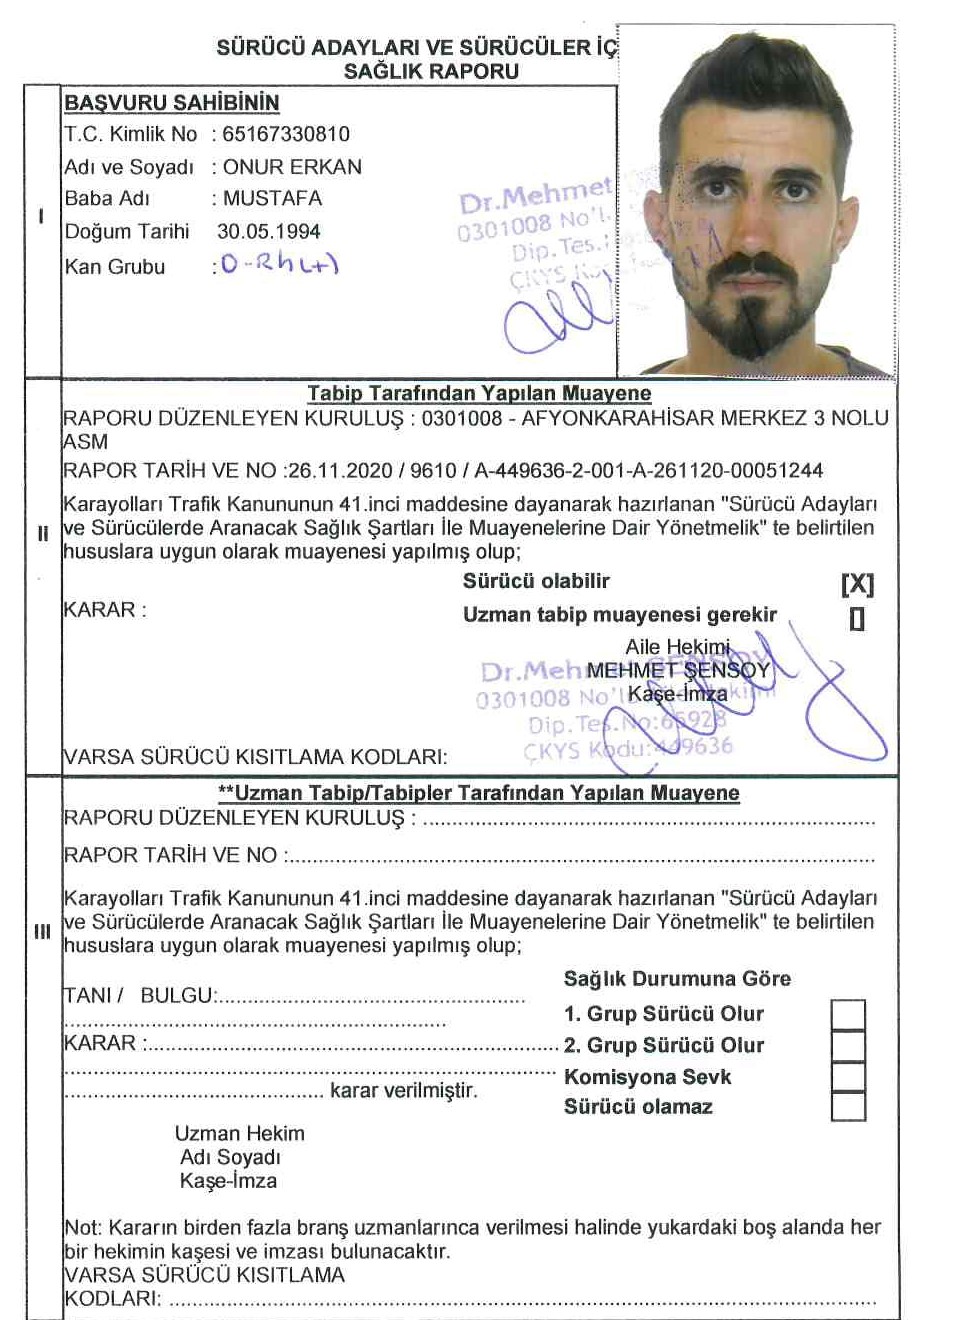 SÜRÜCÜ ADAYLARI VE SÜRÜCÜLER İÇ
SAĞLIK RAPORU
I
BAŞVURU SAHİBİNİN
T.C. Kimlik No : 65167330810
Adı ve Soyadı : ONUR ERKAN
Baba Adı : MUSTAFA
Doğum Tarihi 30.05.1994
Kan Grubu : 0-Rh(+)
Dr.Mehmet
0301008 No'l
Dip.Tes.
ÇKYS
II
Tabip Tarafından Yapılan Muayene
RAPORU DÜZENLEYEN KURULUŞ : 0301008 - AFYONKARAHİSAR MERKEZ 3 NOLU
ASM
RAPOR TARİH VE NO :26.11.2020 / 9610 / A-449636-2-001-A-261120-00051244
Karayolları Trafik Kanununun 41.inci maddesine dayanarak hazırlanan "Sürücü Adayları
ve Sürücülerde Aranacak Sağlık Şartları İle Muayenelerine Dair Yönetmelik" te belirtilen
hususlara uygun olarak muayenesi yapılmış olup;
Sürücü olabilir [X]
KARAR :
Uzman tabip muayenesi gerekir []
Aile Hekimi
MEHMET ŞENSOY
Kaşe-İmza
Dr.Mehmet ŞENSOY
0301008 No'lu Aile Hekimi
Dip.Tes.No:65928
ÇKYS Kodu:449636
VARSA SÜRÜCÜ KISITLAMA KODLARI:
III
**Uzman Tabip/Tabipler Tarafından Yapılan Muayene
RAPORU DÜZENLEYEN KURULUŞ : ......................................................................
RAPOR TARİH VE NO :......................................................................
Karayolları Trafik Kanununun 41.inci maddesine dayanarak hazırlanan "Sürücü Adayları
ve Sürücülerde Aranacak Sağlık Şartları İle Muayenelerine Dair Yönetmelik" te belirtilen
hususlara uygun olarak muayenesi yapılmış olup;
Sağlık Durumuna Göre
TANI / BULGU:..................................................
1. Grup Sürücü Olur
KARAR :......................................................................
2. Grup Sürücü Olur
Komisyona Sevk
.......................................... karar verilmiştir.
Sürücü olamaz
Uzman Hekim
Adı Soyadı
Kaşe-İmza
Not: Kararın birden fazla branş uzmanlarınca verilmesi halinde yukardaki boş alanda her
bir hekimin kaşesi ve imzası bulunacaktır.
VARSA SÜRÜCÜ KISITLAMA
KODLARI: ......................................................................